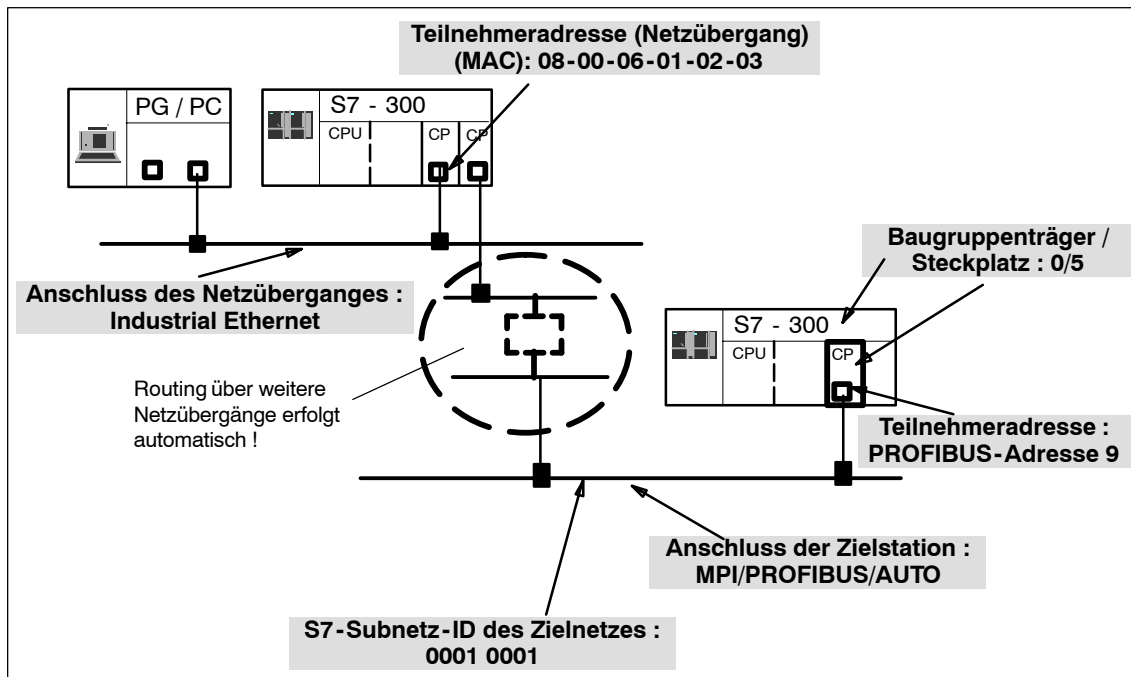 Teilnehmeradresse (Netzübergang)
(MAC): 08-00-06-01-02-03
PG / PC
S7 - 300
CPU
CP
CP
Anschluss des Netzüberganges :
Industrial Ethernet
Baugruppenträger /
Steckplatz : 0/5
S7 - 300
CPU
CP
Routing über weitere
Netzübergänge erfolgt
automatisch !
Teilnehmeradresse :
PROFIBUS-Adresse 9
Anschluss der Zielstation :
MPI/PROFIBUS/AUTO
S7-Subnetz-ID des Zielnetzes :
0001 0001